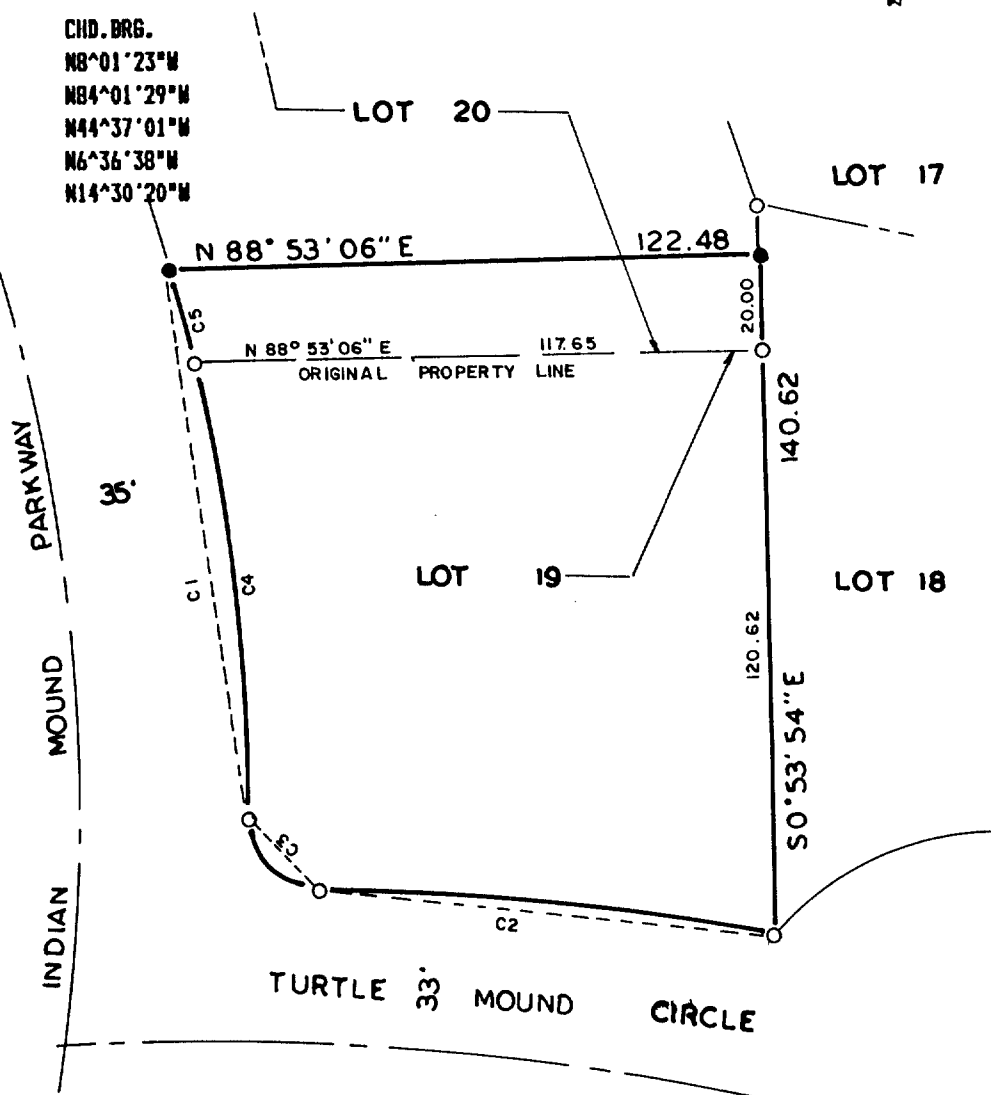 CHD.BRG.
N8^01'23"W
N84^01'29"W
N44^37'01"W
N6^36'38"W
N14^30'20"W
LOT 20
LOT 17
N 88° 53' 06" E 122.48
20.00
C5
N 88° 53' 06" E 117.65
ORIGINAL PROPERTY LINE
140.62
35'
C1
C4
LOT 19
LOT 18
120.62
S0° 53' 54" E
C3
C2
INDIAN MOUND PARKWAY
TURTLE 33' MOUND CIRCLE